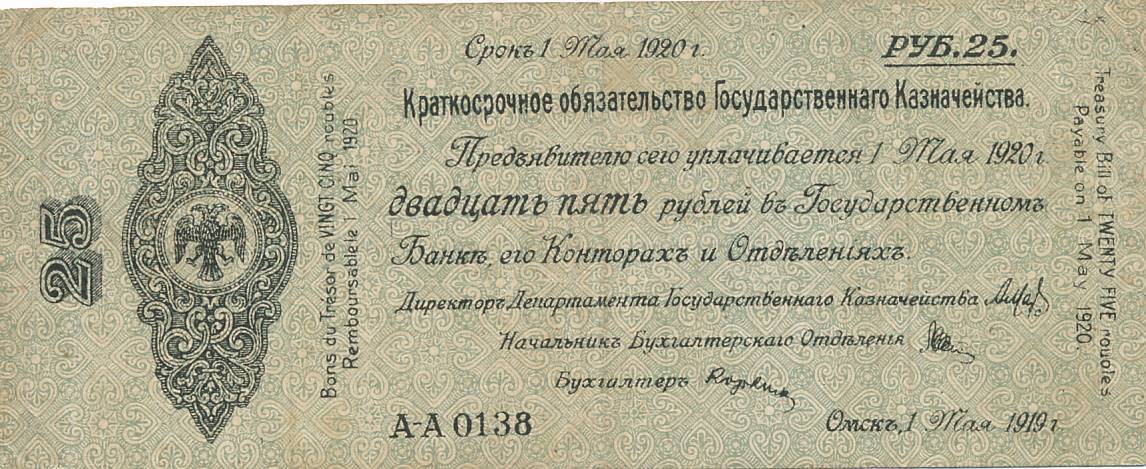 25
Bons du Trésor de VINGT CINQ roubles
Remboursable le 1 Mai 1920
Срокъ 1 Мая 1920 г.
РУБ. 25.
Краткосрочное обязательство Государственнаго Казначейства.
Предъявителю сего уплачивается 1 Мая 1920 г.
двадцать пять рублей въ Государственномъ
Банкѣ, его Конторахъ и Отдѣленіяхъ.
Директоръ Департамента Государственнаго Казначейства
Начальникъ Бухгалтерскаго Отдѣленія
Бухгалтеръ
А-А 0138
Омскъ, 1 Мая 1919 г.
Treasury Bill of TWENTY FIVE roubles
Payable on 1 May 1920.